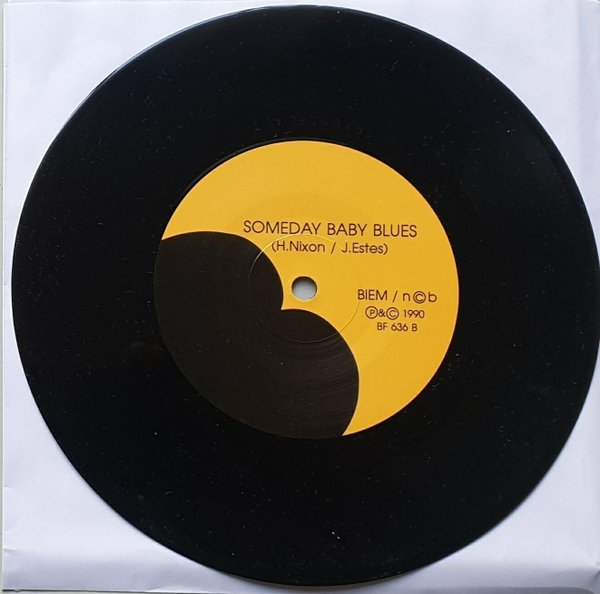 SOMEDAY BABY BLUES
(H.Nixon / J.Estes)
BIEM / n©b
Ⓟ&© 1990
BF 636 B